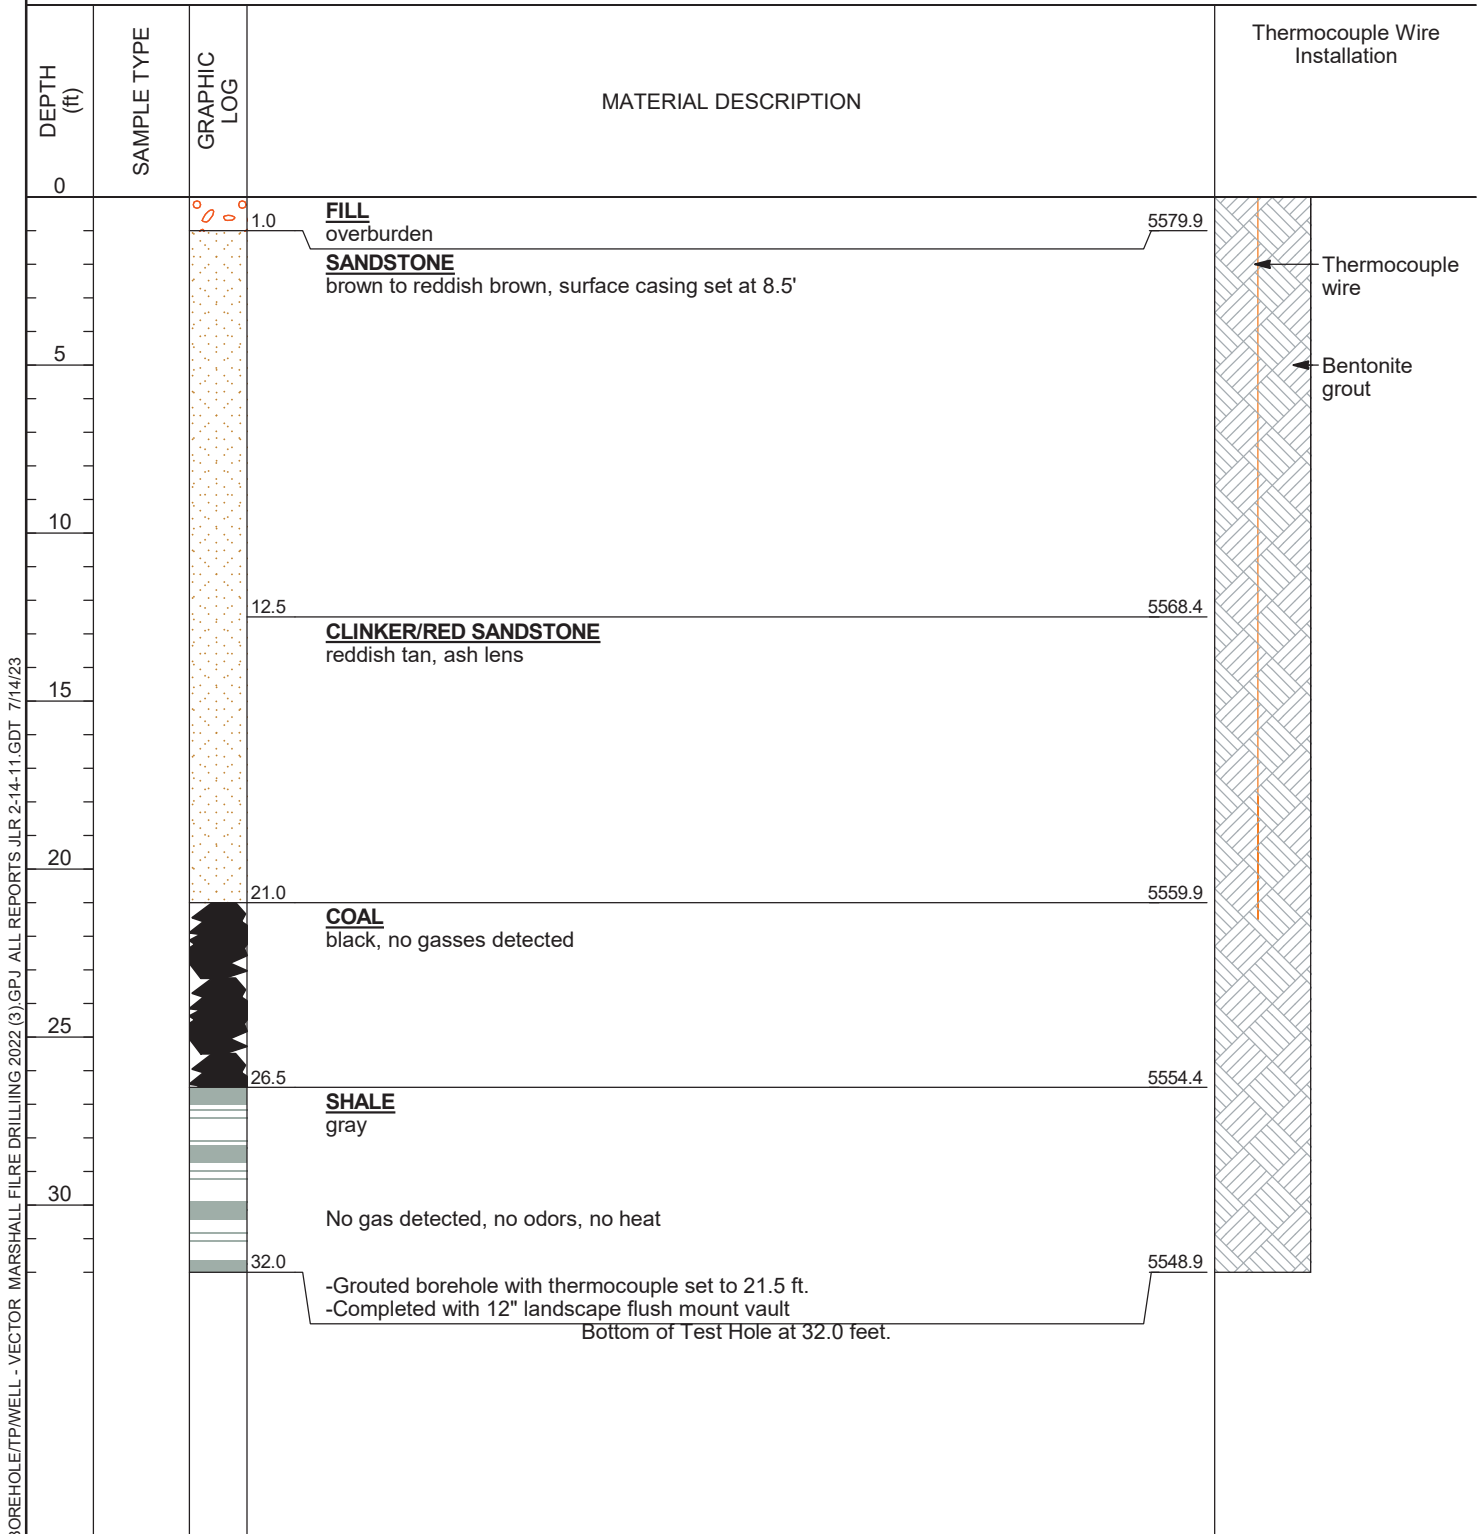 DEPTH
(ft)
SAMPLE TYPE
GRAPHIC
LOG
MATERIAL DESCRIPTION
Thermocouple Wire
Installation
0
1.0
FILL
overburden
5579.9
SANDSTONE
brown to reddish brown, surface casing set at 8.5'
Thermocouple
wire
5
Bentonite
grout
10
12.5
5568.4
CLINKER/RED SANDSTONE
reddish tan, ash lens
15
20
21.0
5559.9
COAL
black, no gasses detected
25
26.5
5554.4
SHALE
gray
30
No gas detected, no odors, no heat
32.0
5548.9
-Grouted borehole with thermocouple set to 21.5 ft.
-Completed with 12" landscape flush mount vault
Bottom of Test Hole at 32.0 feet.
BOREHOLE/TP/WELL - VECTOR MARSHALL FILRE DRILLIING 2022 (3).GPJ ALL REPORTS JLR 2-14-11.GDT 7/14/23